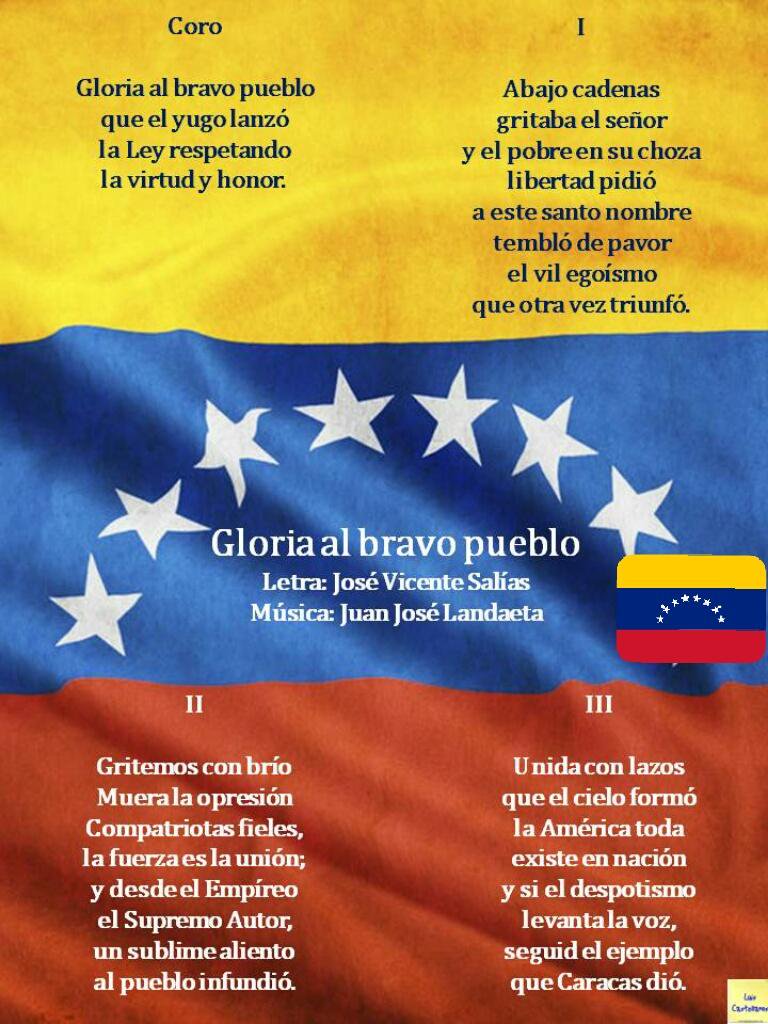 Coro
Gloria al bravo pueblo
que el yugo lanzó
la Ley respetando
la virtud y honor.
I
Abajo cadenas
gritaba el señor
y el pobre en su choza
libertad pidió
a este santo nombre
tembló de pavor
el vil egoísmo
que otra vez triunfó.
Gloria al bravo pueblo
Letra: José Vicente Salías
Música: Juan José Landaeta
II
Gritemos con brío
Muera la opresión
Compatriotas fieles,
la fuerza es la unión;
y desde el Empíreo
el Supremo Autor,
un sublime aliento
al pueblo infundió.
III
Unida con lazos
que el cielo formó
la América toda
existe en nación
y si el despotismo
levanta la voz,
seguid el ejemplo
que Caracas dió.